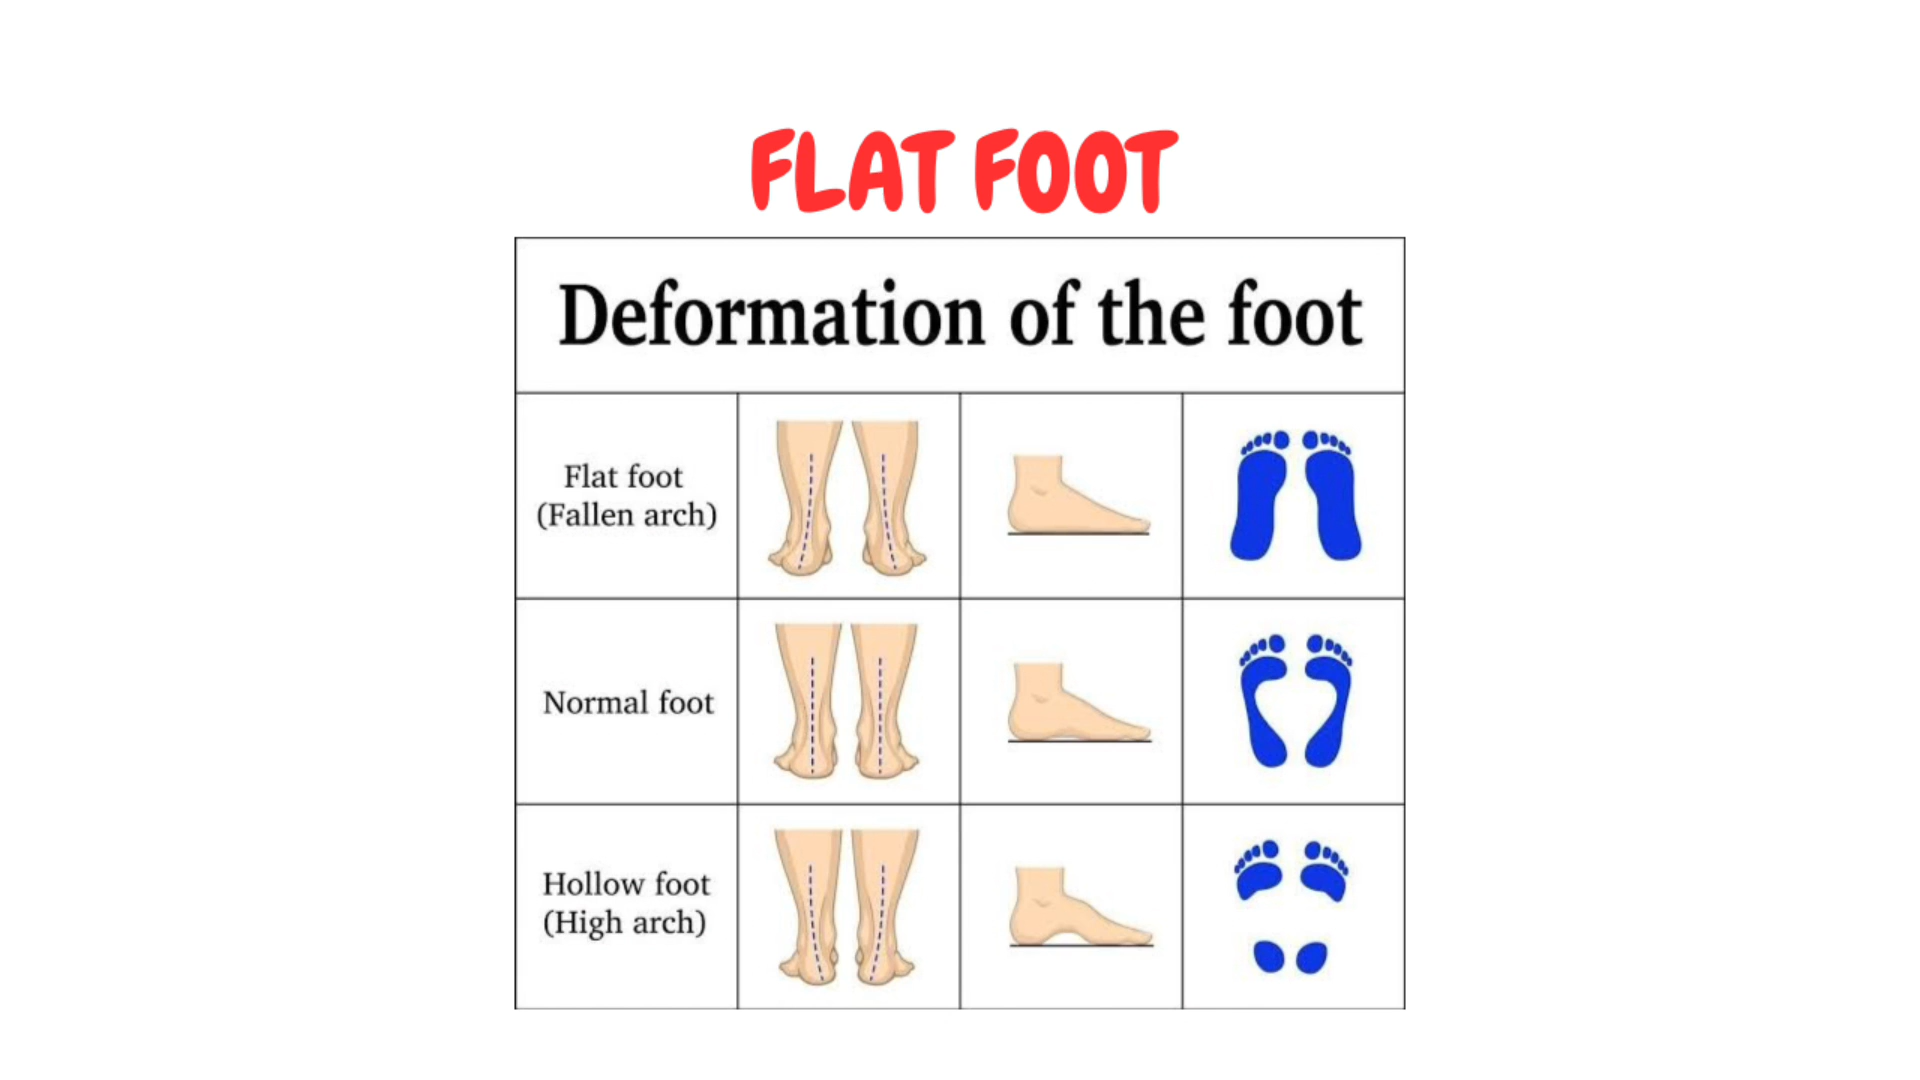 FLAT FOOT
Deformation of the foot
Flat foot
(Fallen arch)
Normal foot
Hollow foot
(High arch)